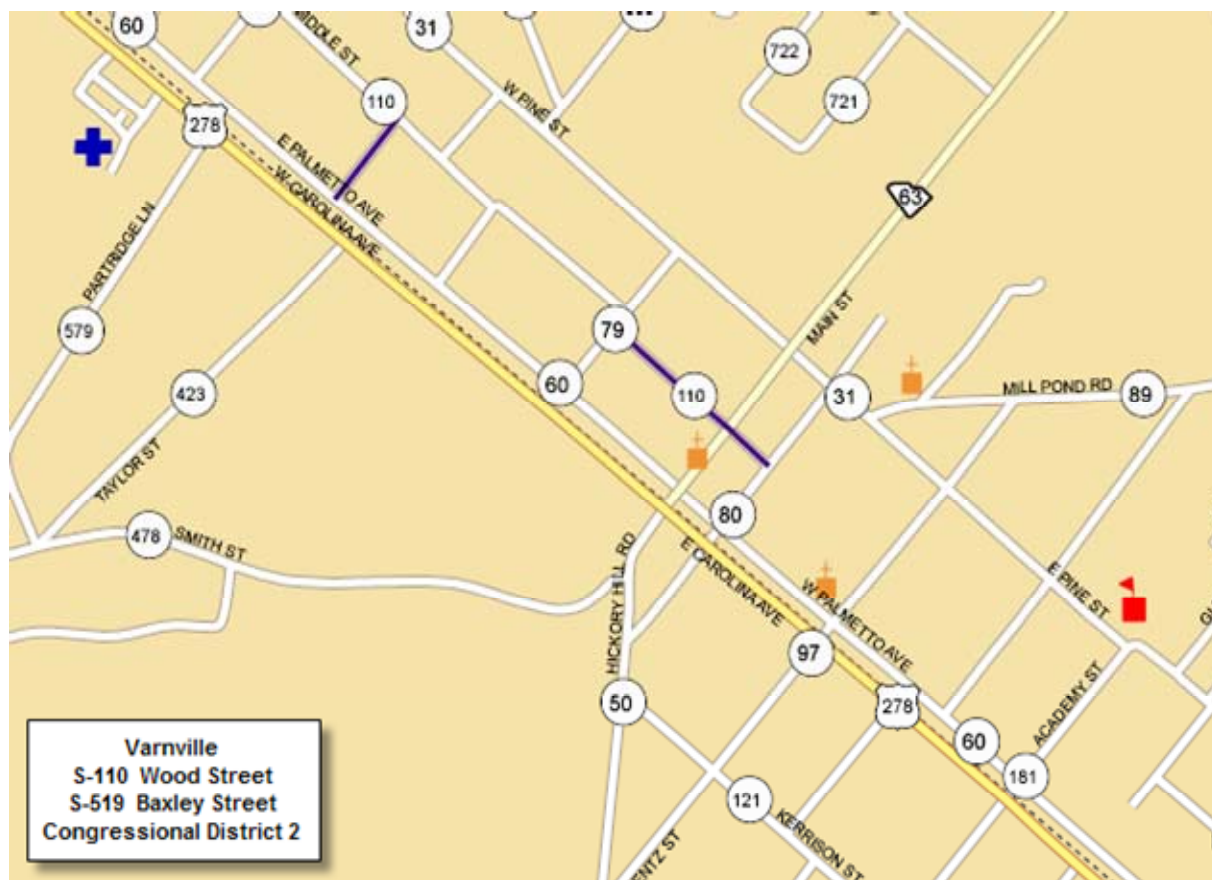 60
31
MIDDLE ST
110
722
721
W PINE ST
278
E PALMETTO AVE
W CAROLINA AVE
63
PARTRIDGE LN
579
79
MAIN ST
423
60
110
31
MILL POND RD
89
TAYLOR ST
478
SMITH ST
80
HICKORY HILL RD
E CAROLINA AVE
W PALMETTO AVE
E PINE ST
97
50
278
60
ACADEMY ST
181
121
KERRISON ST
ENTZ ST
Varnville
S-110 Wood Street
S-519 Baxley Street
Congressional District 2